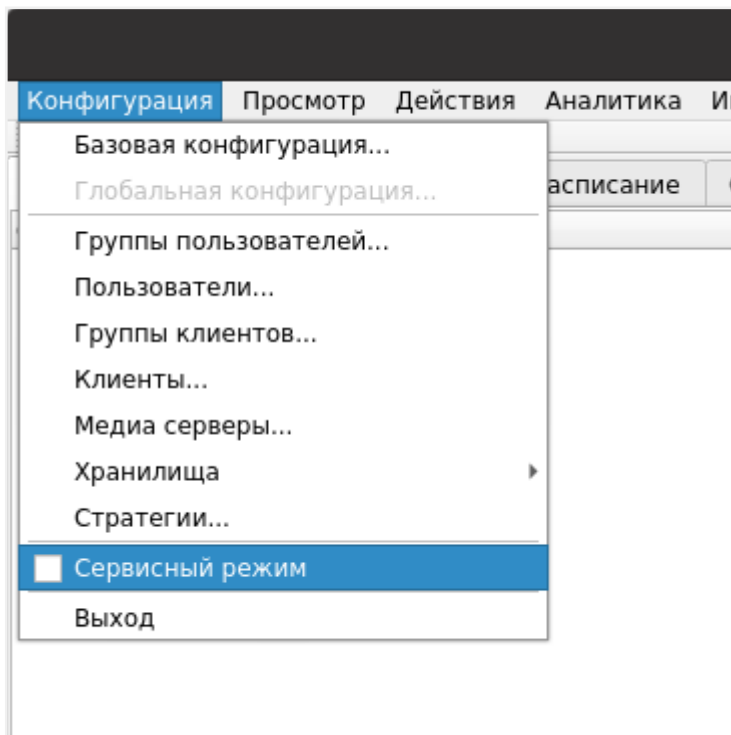 Конфигурация Просмотр Действия Аналитика
Базовая конфигурация...
Глобальная конфигурация...
асписание
Группы пользователей...
Пользователи...
Группы клиентов...
Клиенты...
Медиа серверы...
Хранилища
Стратегии...
Сервисный режим
Выход